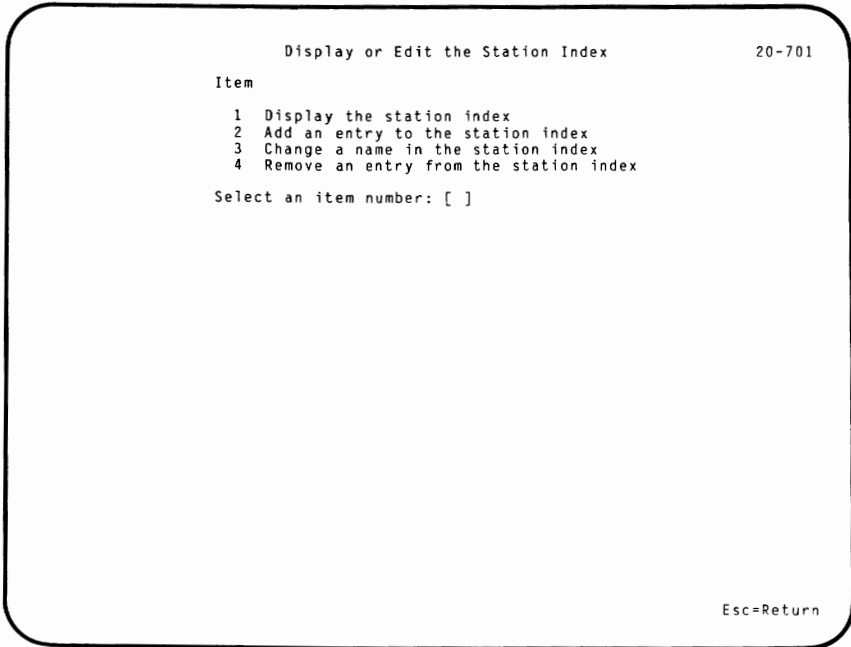 Display or Edit the Station Index 20-701
Item
1 Display the station index
2 Add an entry to the station index
3 Change a name in the station index
4 Remove an entry from the station index
Select an item number: [ ]
Esc=Return